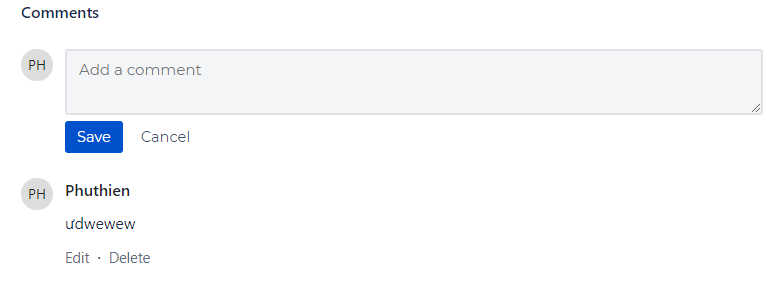 Comments
PH
Add a comment
Save Cancel
PH Phuthien
ưdwewew
Edit · Delete